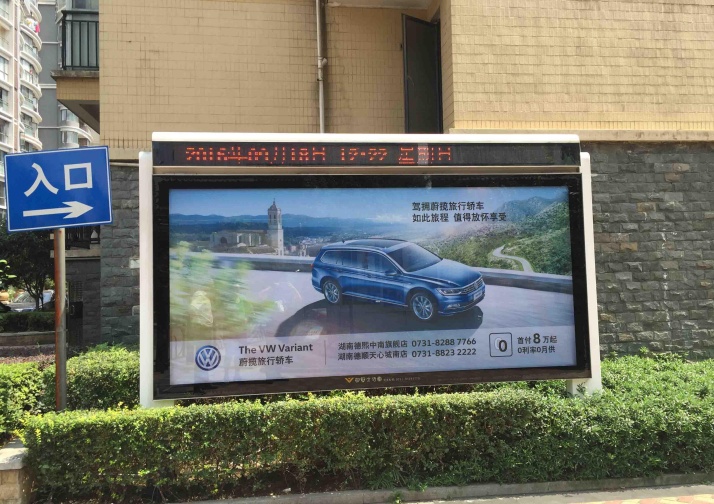 入口
驾拥蔚揽旅行轿车
如此旅程 值得放怀享受
The VW Variant
蔚揽旅行轿车
湖南德熙中南旗舰店 0731-8288 7766
湖南德顺天心城南店 0731-8823 2222
0
首付8万起
0利率0月供